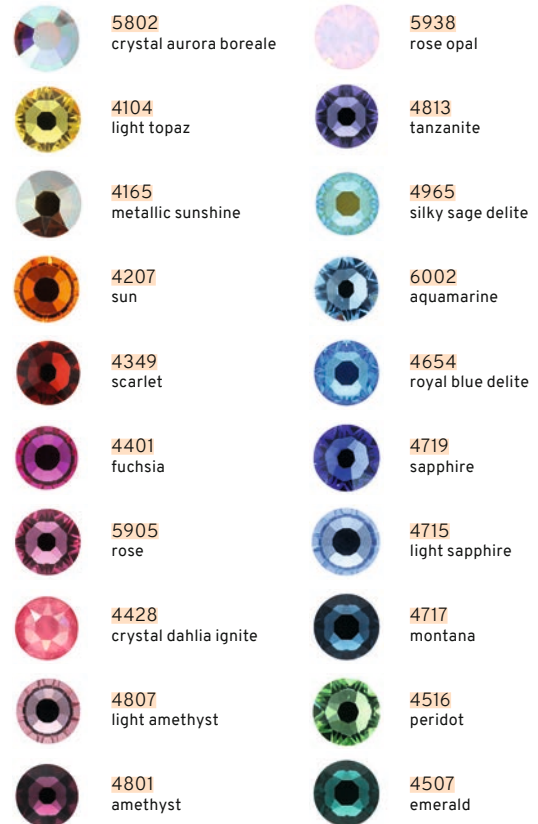 5802
crystal aurora boreale
4104
light topaz
4165
metallic sunshine
4207
sun
4349
scarlet
4401
fuchsia
5905
rose
4428
crystal dahlia ignite
4807
light amethyst
4801
amethyst
5938
rose opal
4813
tanzanite
4965
silky sage delite
6002
aquamarine
4654
royal blue delite
4719
sapphire
4715
light sapphire
4717
montana
4516
peridot
4507
emerald